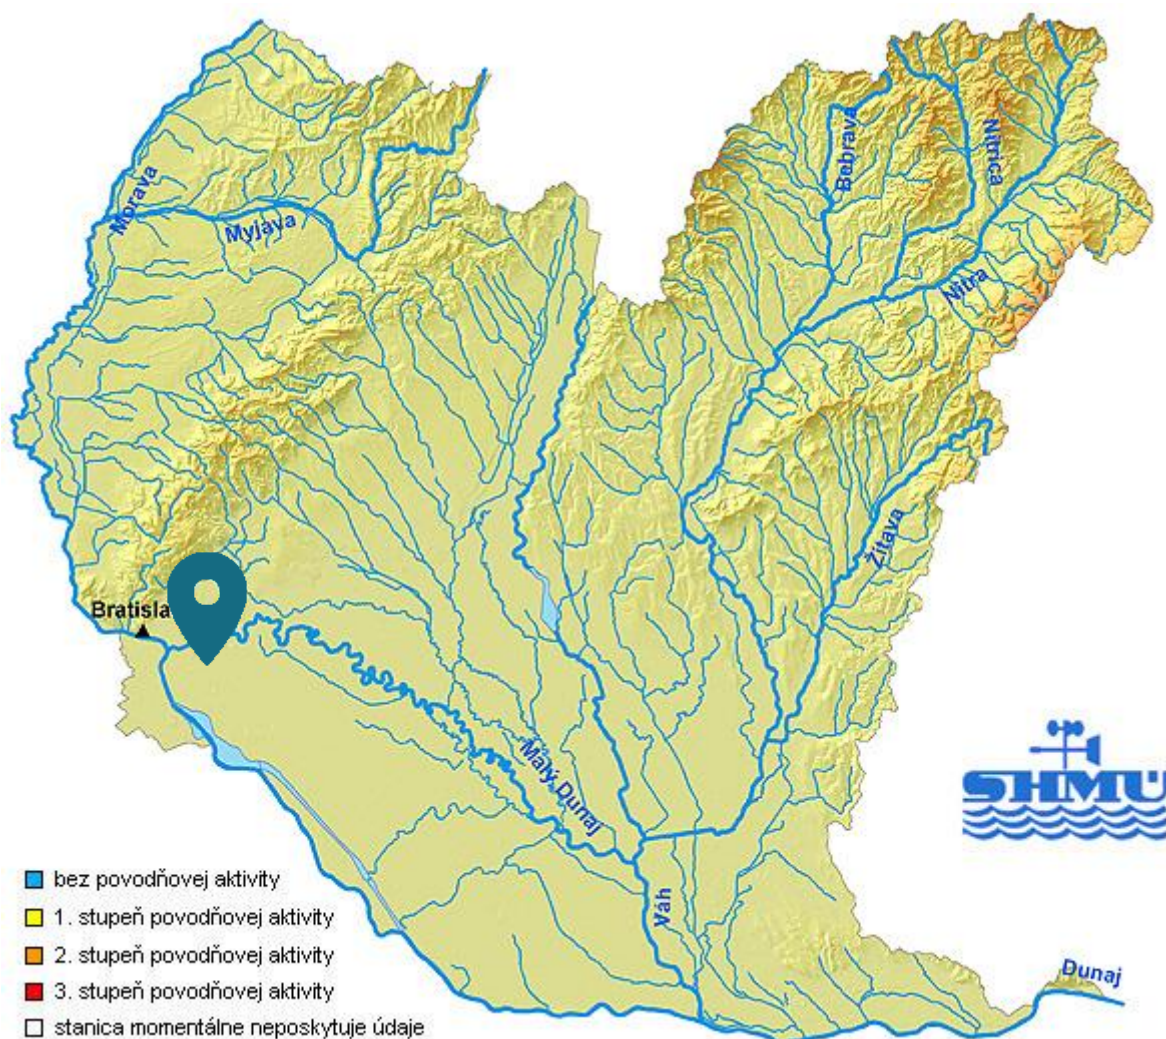 Morava
Myjava
Bebrava
Nitrica
Nitra
Žitava
Bratisla
Malý Dunaj
SHMÚ
Váh
Dunaj
bez povodňovej aktivity
1. stupeň povodňovej aktivity
2. stupeň povodňovej aktivity
3. stupeň povodňovej aktivity
stanica momentálne neposkytuje údaje